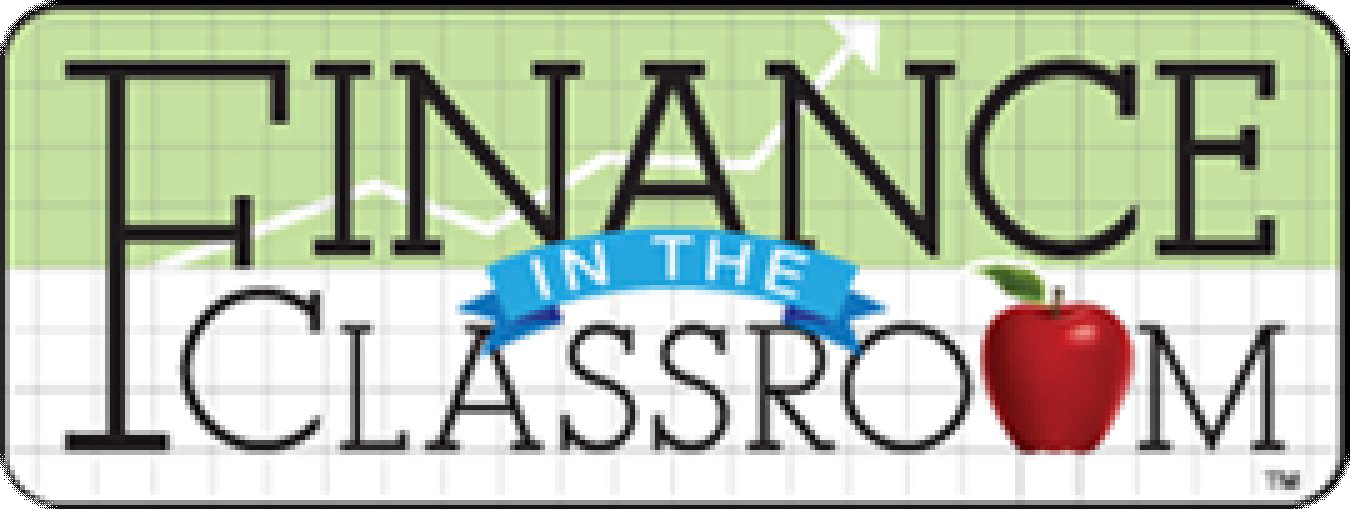 FINANCE
IN THE
CLASSROOM
TM